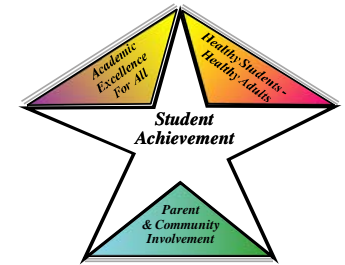 Academic
Excellence
For All
Healthy Students -
Healthy Adults
Student
Achievement
Parent
& Community
Involvement